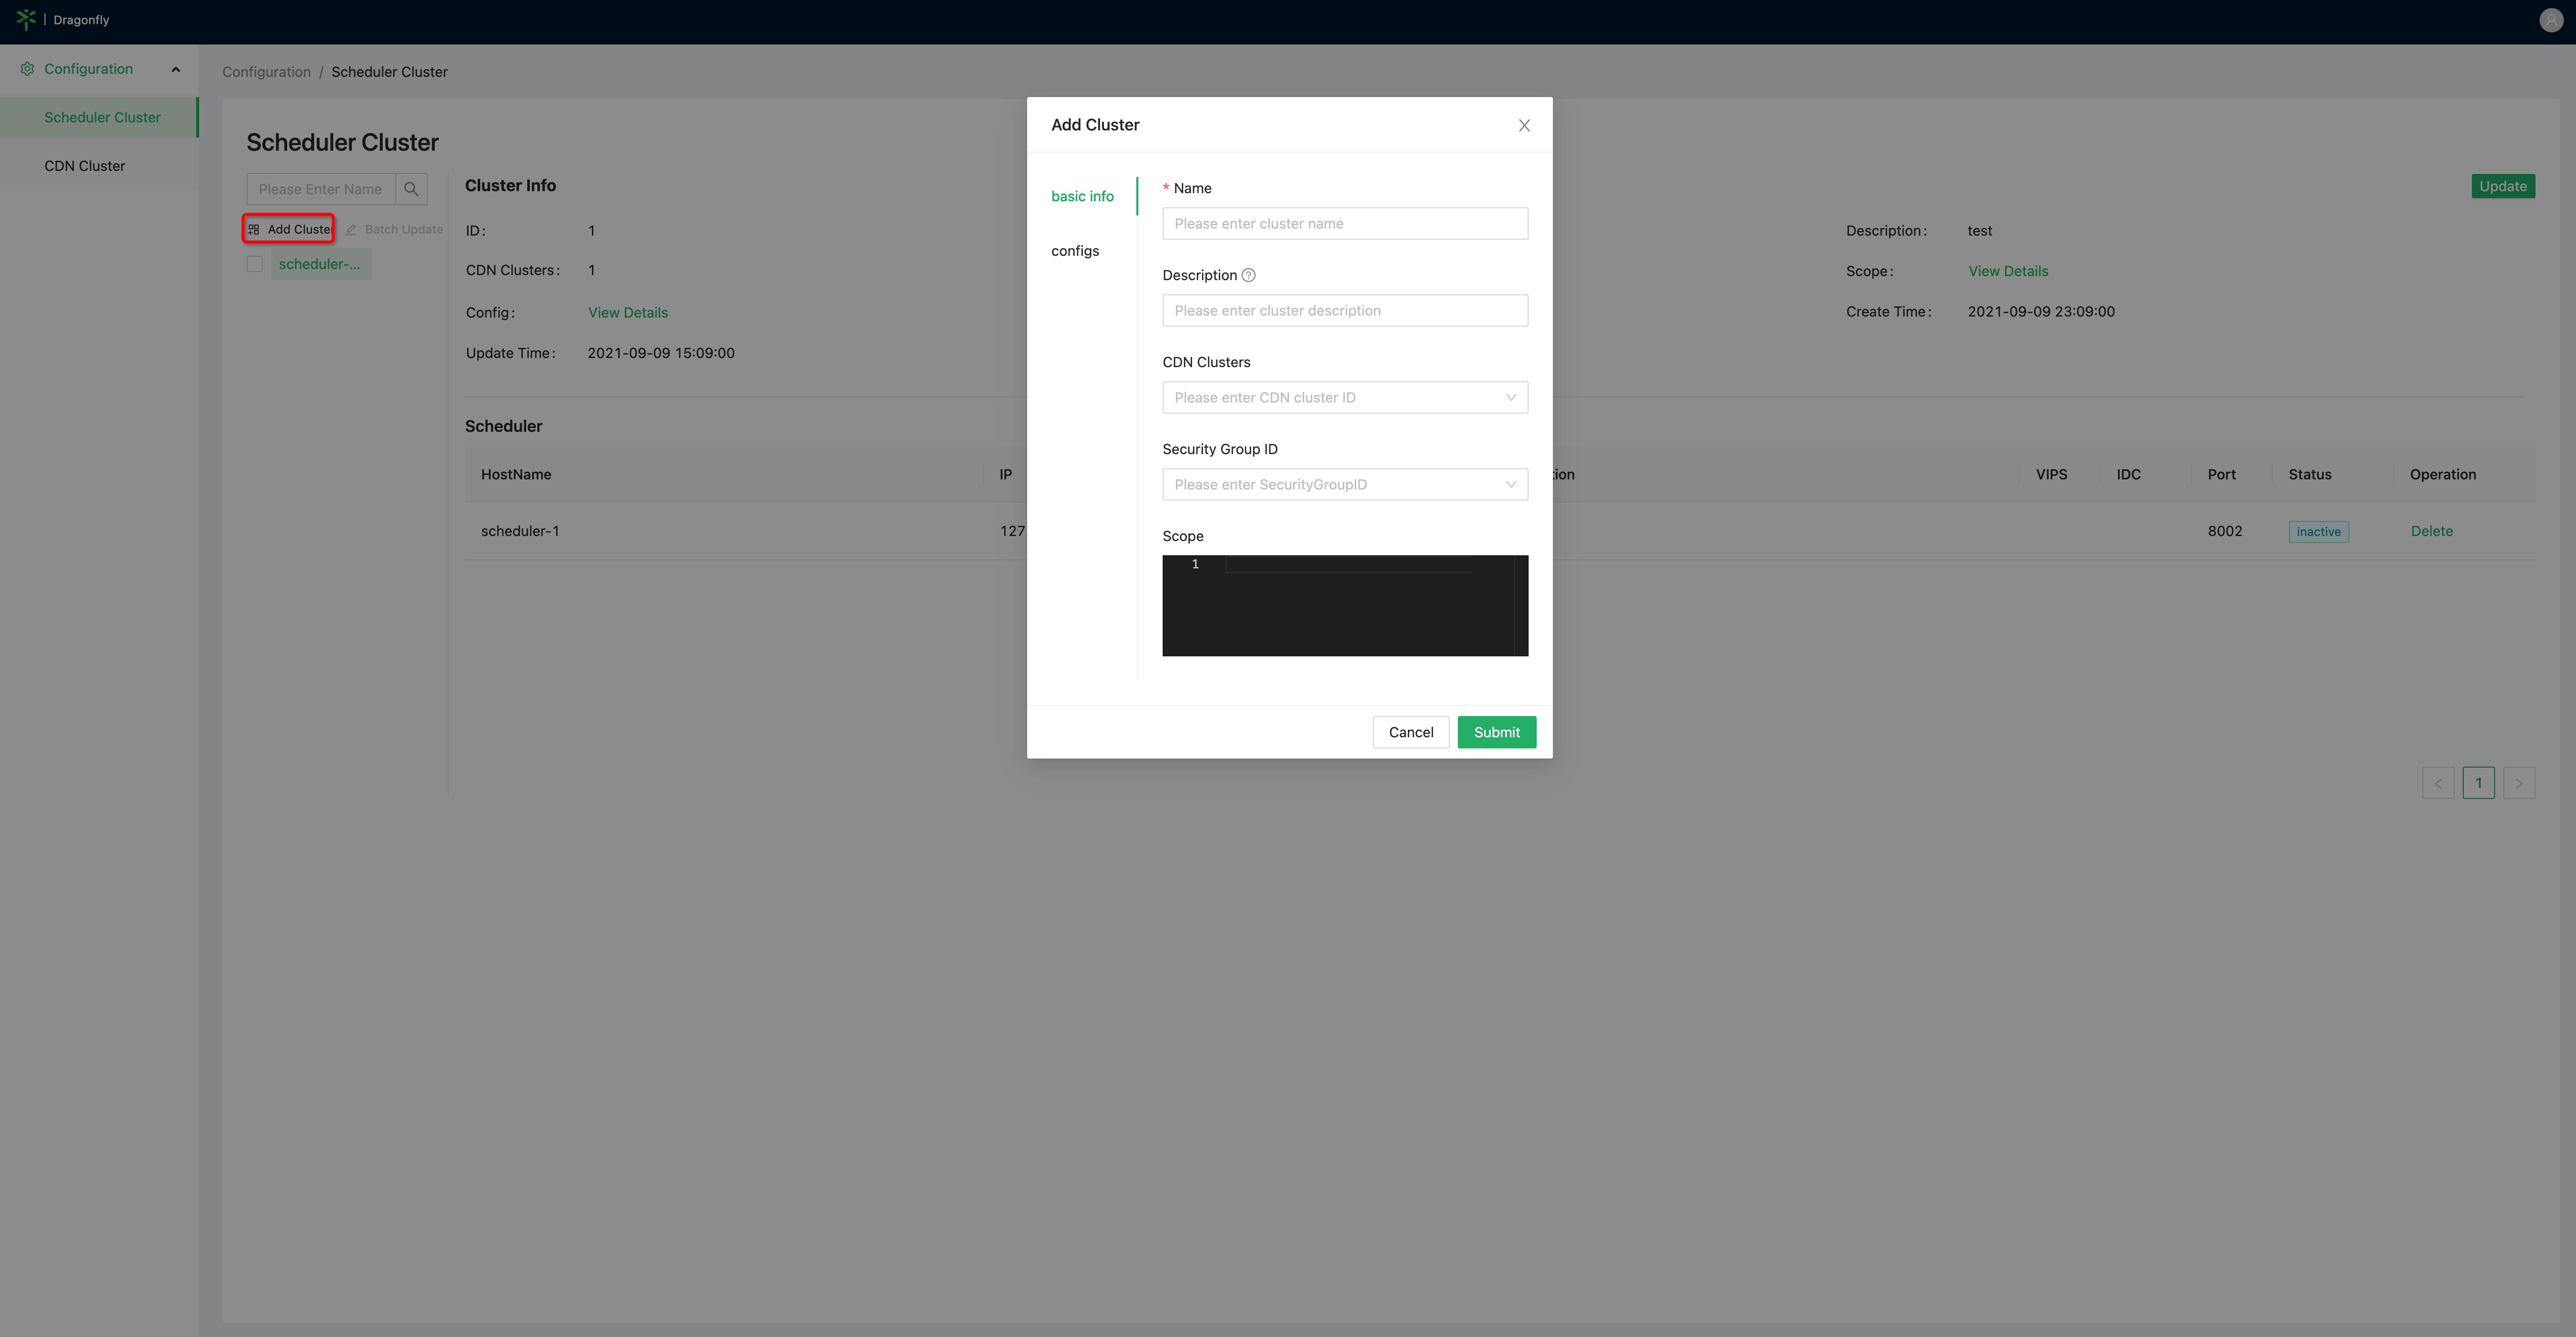 Dragonfly
Configuration
Scheduler Cluster
CDN Cluster
Configuration / Scheduler Cluster
Scheduler Cluster
Please Enter Name
Add Cluster
Batch Update
scheduler-...
Cluster Info
Update
ID: 1
Description: test
CDN Clusters: 1
Scope: View Details
Config: View Details
Create Time: 2021-09-09 23:09:00
Update Time: 2021-09-09 15:09:00
Scheduler
HostName IP tion VIPS IDC Port Status Operation
scheduler-1 127 8002 inactive Delete
< 1 >
Add Cluster
basic info
configs
* Name
Please enter cluster name
Description ?
Please enter cluster description
CDN Clusters
Please enter CDN cluster ID
Security Group ID
Please enter SecurityGroupID
Scope
1
Cancel Submit